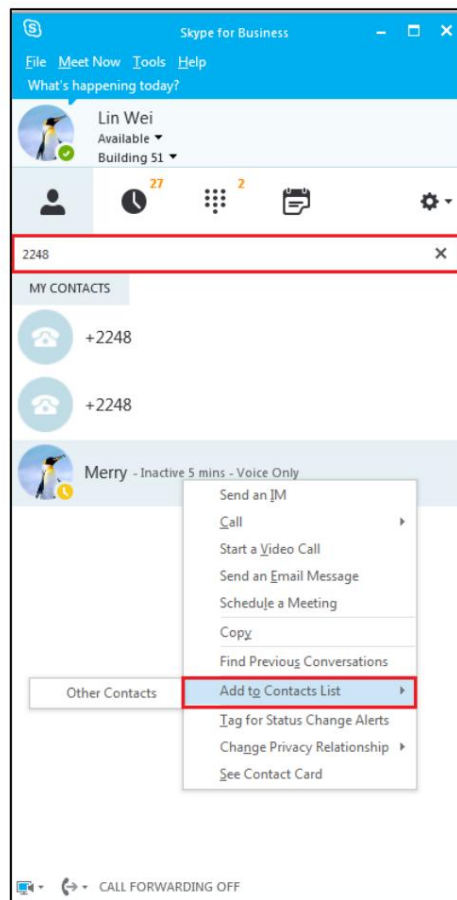 Skype for Business
File Meet Now Tools Help
What's happening today?
Lin Wei
Available
Building 51
27 2
2248
MY CONTACTS
+2248
+2248
Merry - Inactive 5 mins - Voice Only
Send an IM
Call
Start a Video Call
Send an Email Message
Schedule a Meeting
Copy
Find Previous Conversations
Other Contacts Add to Contacts List
Tag for Status Change Alerts
Change Privacy Relationship
See Contact Card
CALL FORWARDING OFF